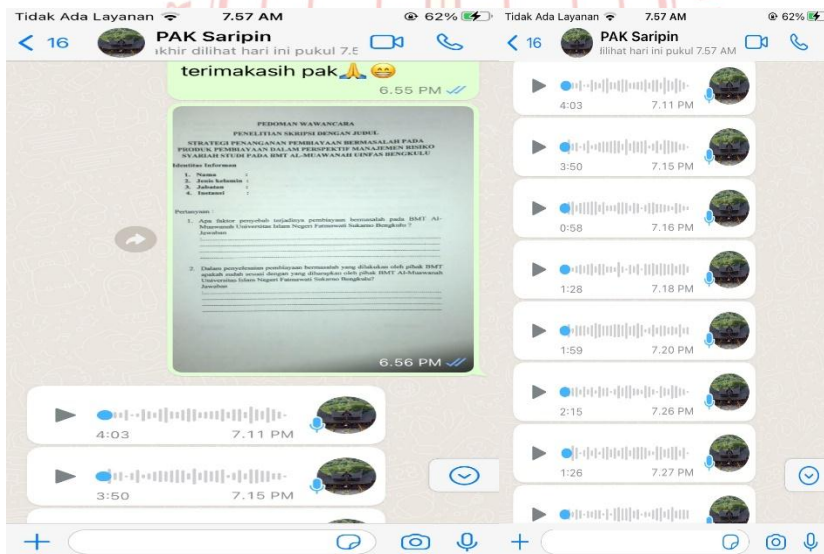 Tidak Ada Layanan 7.57 AM 62%
16 PAK Saripin
khir dilihat hari ini pukul 7.5
terimakasih pak🙏😁
6.55 PM
PEDOMAN WAWANCARA
PENELITIAN SKRIPSI DENGAN JUDUL
STRATEGI PENANGANAN PEMBIAYAAN BERMASALAH PADA
PRODUK PEMBIAYAAN DALAM PERSPEKTIF MANAJEMEN RISIKO
SYARIAH STUDI PADA BMT AL-MUAWANAH UINFAS BENGKULU
Identitas Informan
1. Nama :
2. Jenis kelamin :
3. Jabatan :
4. Instansi :
Pertanyaan :
1. Apa faktor penyebab terjadinya pembiayaan bermasalah pada BMT Al-
Muawanah Universitas Islam Negeri Fatmawati Sukarno Bengkulu ?
Jawaban
2. Dalam penyelesaian pembiayaan bermasalah yang dilakukan oleh pihak BMT
apakah sudah sesuai dengan yang diharapkan oleh pihak BMT Al-Muawanah
Universitas Islam Negeri Fatmawati Sukarno Bengkulu?
Jawaban
6.56 PM
4:03 7.11 PM
3:50 7.15 PM
Tidak Ada Layanan 7.57 AM 62%
16 PAK Saripin
ilihat hari ini pukul 7.57 AM
4:03 7.11 PM
3:50 7.15 PM
0:58 7.16 PM
1:28 7.18 PM
1:59 7.20 PM
2:15 7.26 PM
1:26 7.27 PM